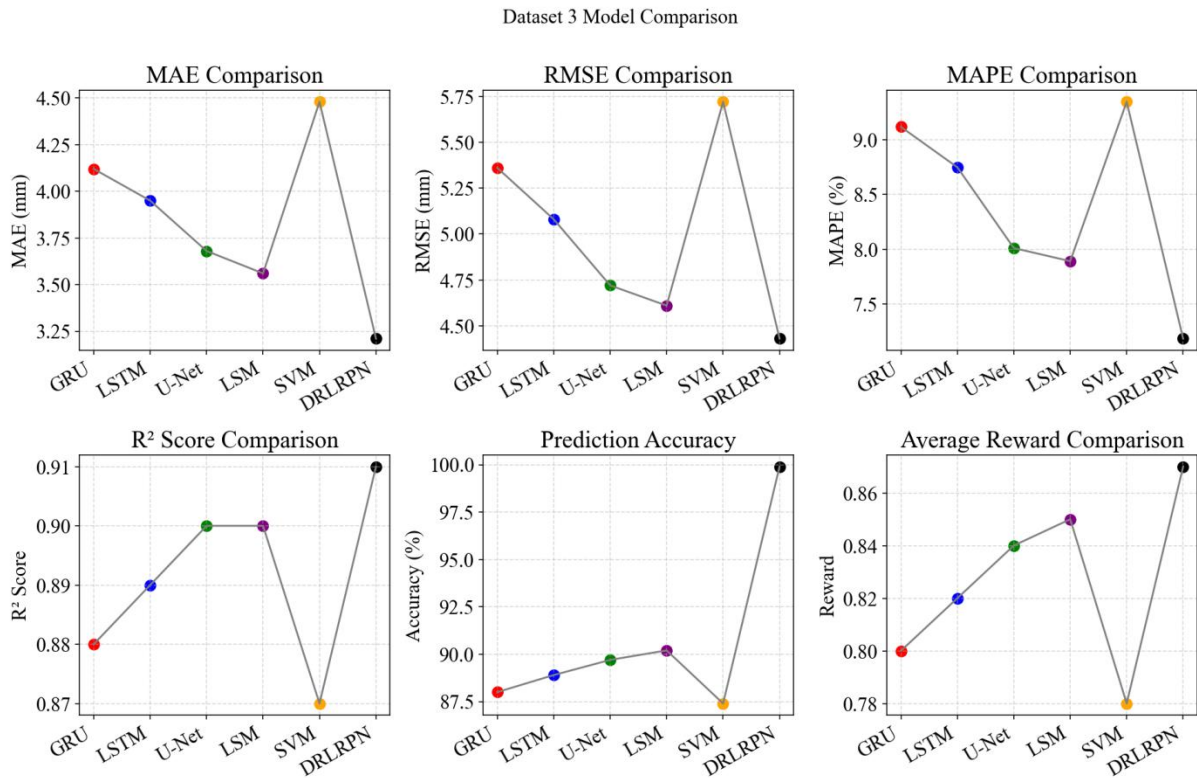 Dataset 3 Model Comparison
MAE Comparison
MAE (mm)
4.50
4.25
4.00
3.75
3.50
3.25
GRU
LSTM
U-Net
LSM
SVM
DRLRPN
RMSE Comparison
RMSE (mm)
5.75
5.50
5.25
5.00
4.75
4.50
GRU
LSTM
U-Net
LSM
SVM
DRLRPN
MAPE Comparison
MAPE (%)
9.0
8.5
8.0
7.5
GRU
LSTM
U-Net
LSM
SVM
DRLRPN
R² Score Comparison
R² Score
0.91
0.90
0.89
0.88
0.87
GRU
LSTM
U-Net
LSM
SVM
DRLRPN
Prediction Accuracy
Accuracy (%)
100.0
97.5
95.0
92.5
90.0
87.5
GRU
LSTM
U-Net
LSM
SVM
DRLRPN
Average Reward Comparison
Reward
0.86
0.84
0.82
0.80
0.78
GRU
LSTM
U-Net
LSM
SVM
DRLRPN